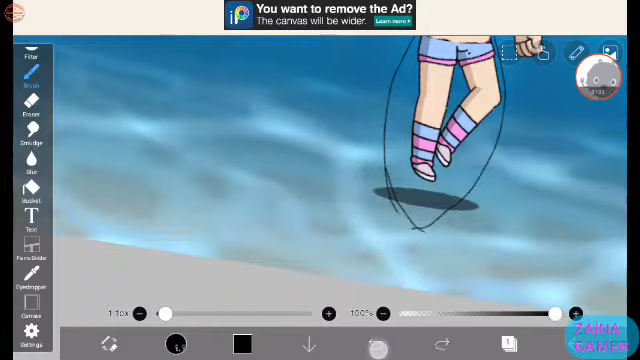 You want to remove the Ad?
The canvas will be wider.
Learn more
Filter
Brush
Eraser
Smudge
Blur
Bucket
Text
Frame Divider
Eyedropper
Canvas
Settings
100%
1
ZAINA
GAMER